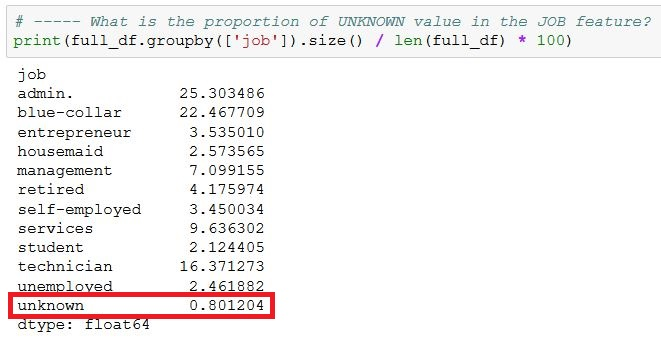 # ----- What is the proportion of UNKNOWN value in the JOB feature?
print(full_df.groupby(['job']).size() / len(full_df) * 100)
job
admin. 25.303486
blue-collar 22.467709
entrepreneur 3.535010
housemaid 2.573565
management 7.099155
retired 4.175974
self-employed 3.450034
services 9.636302
student 2.124405
technician 16.371273
unemployed 2.461882
unknown 0.801204
dtype: float64